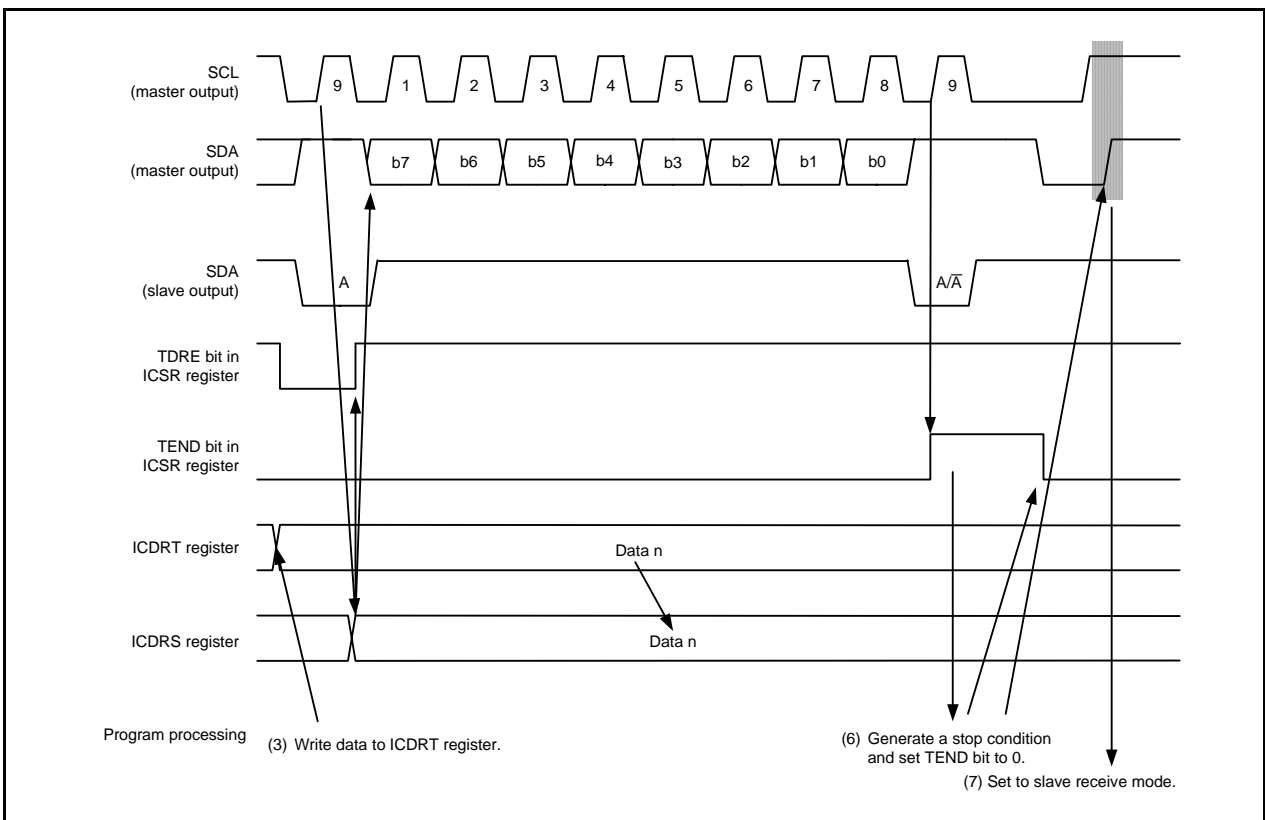 SCL
(master output)
9 1 2 3 4 5 6 7 8 9
SDA
(master output)
b7 b6 b5 b4 b3 b2 b1 b0
SDA
(slave output)
A A/A̅
TDRE bit in
ICSR register
TEND bit in
ICSR register
ICDRT register
Data n
ICDRS register
Data n
Program processing
(3) Write data to ICDRT register.
(6) Generate a stop condition
and set TEND bit to 0.
(7) Set to slave receive mode.